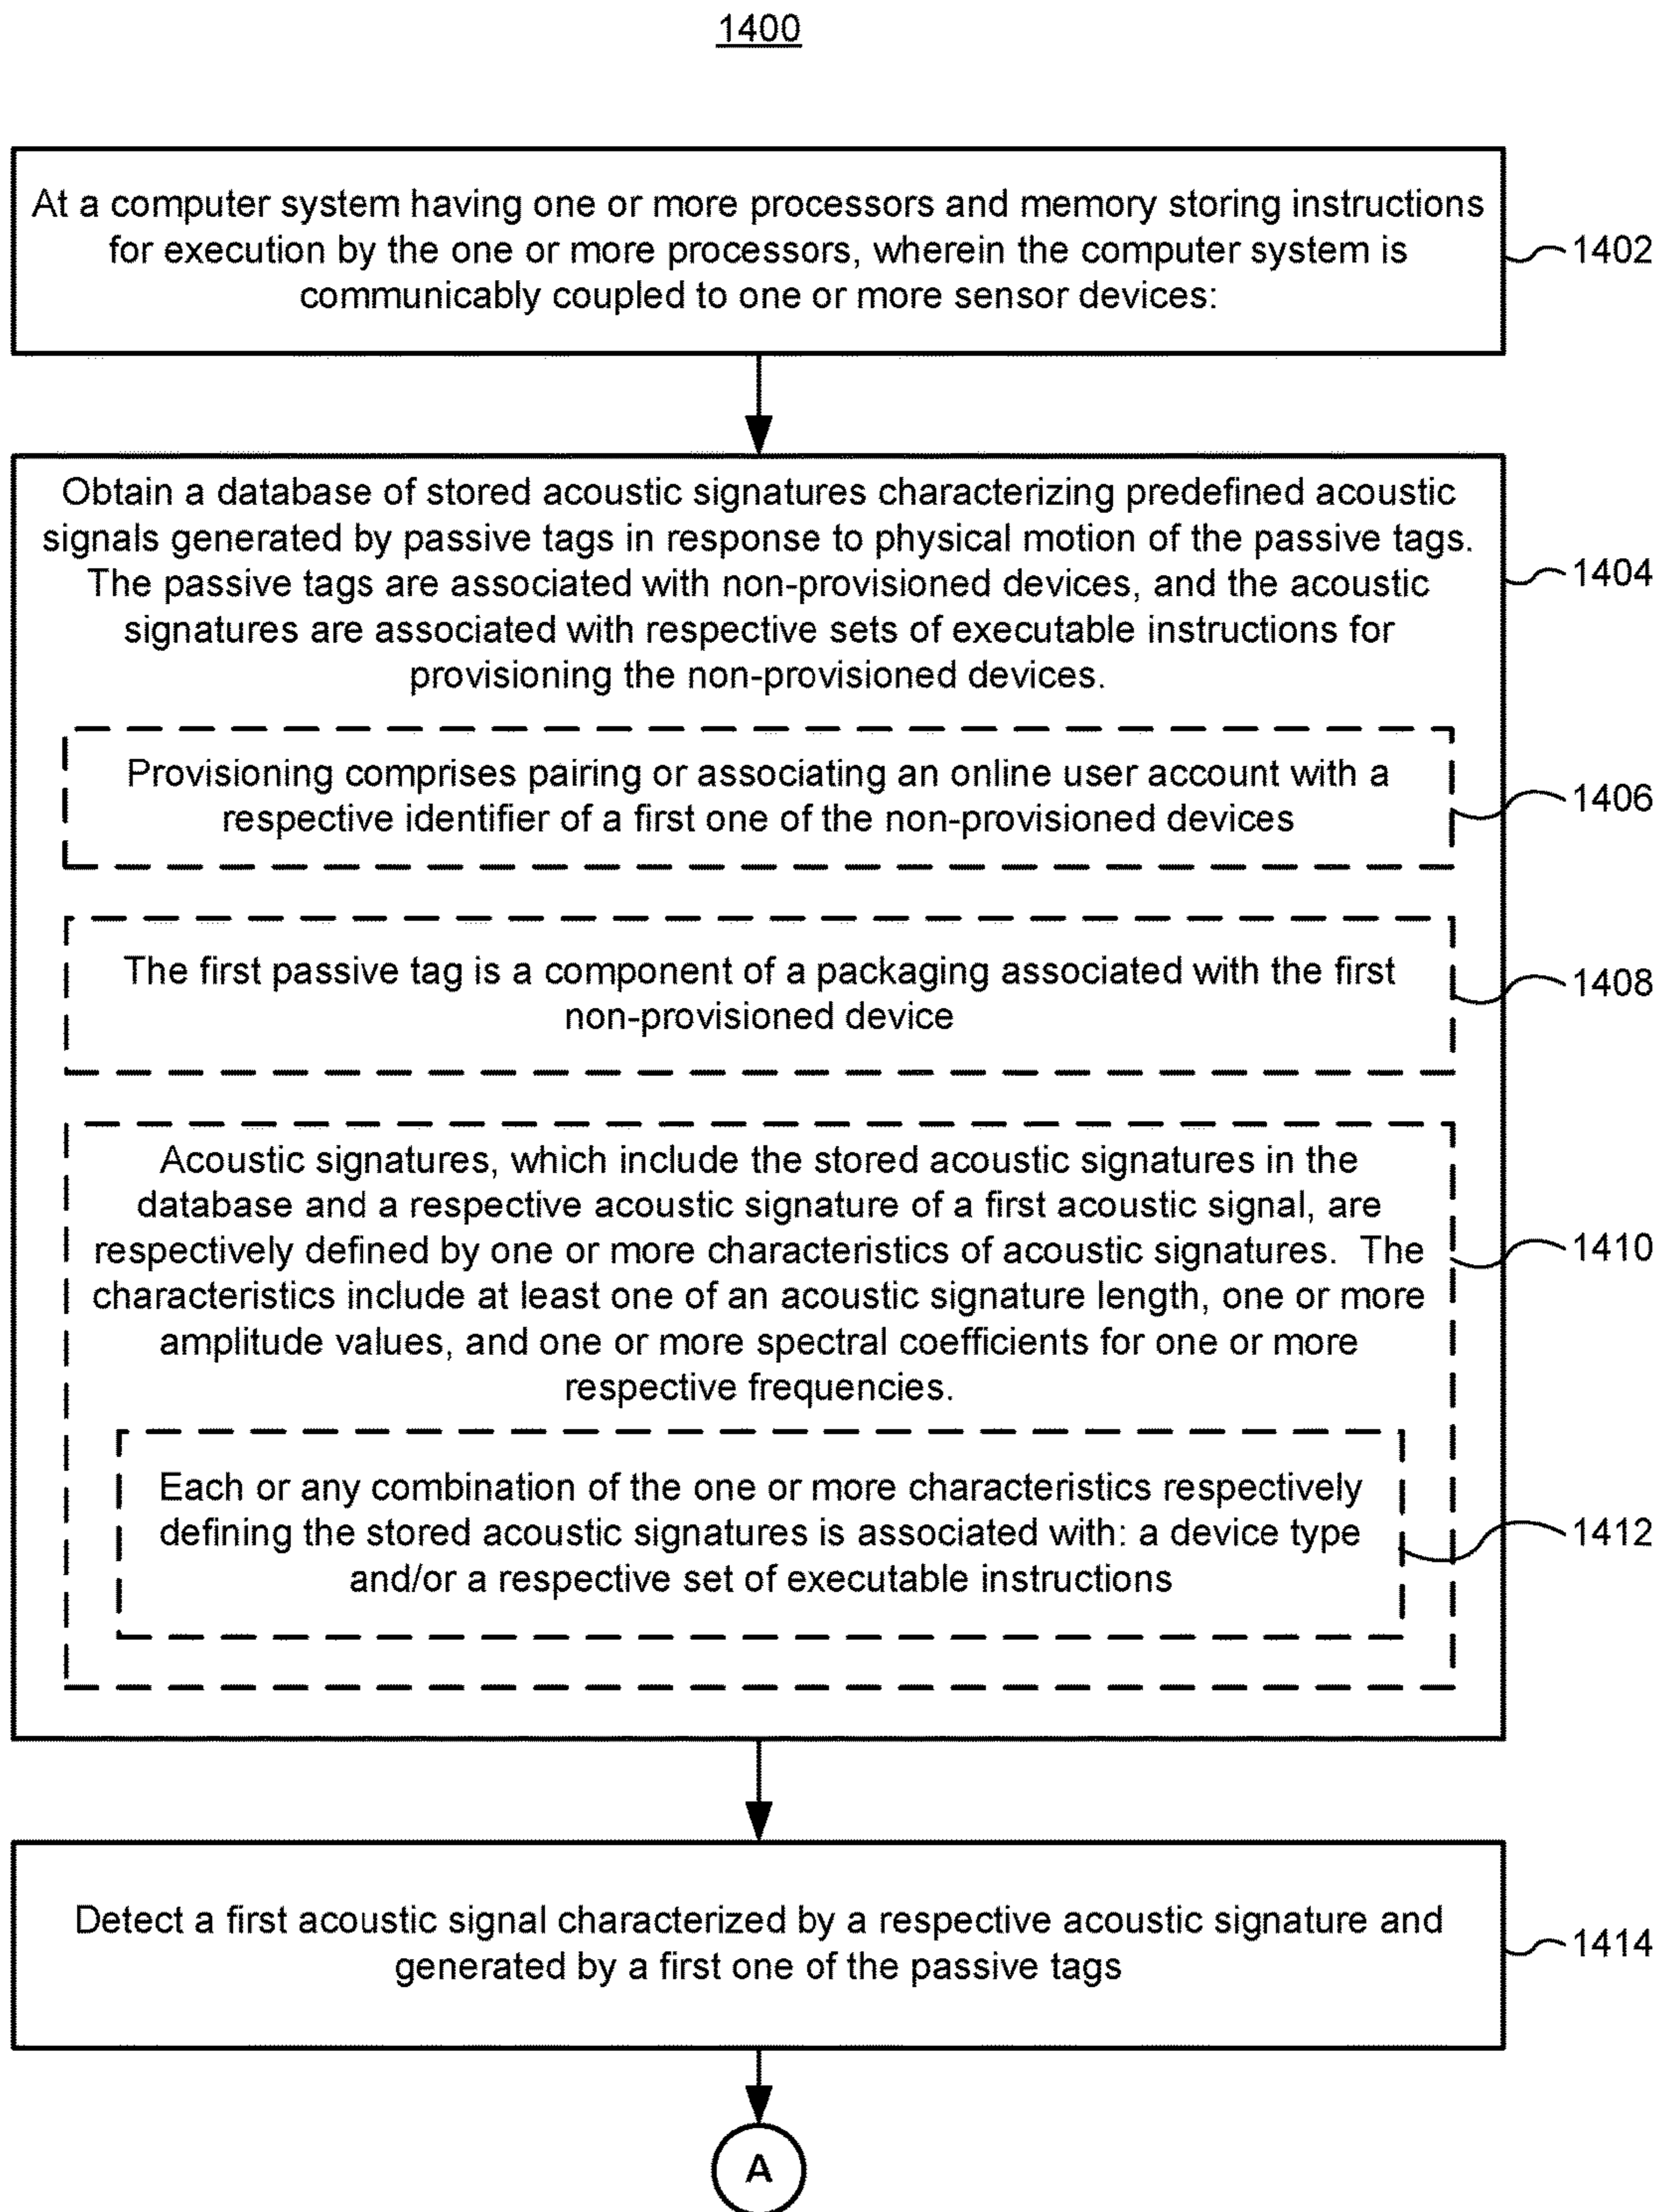 1400
At a computer system having one or more processors and memory storing instructions
for execution by the one or more processors, wherein the computer system is
communicably coupled to one or more sensor devices:
1402
Obtain a database of stored acoustic signatures characterizing predefined acoustic
signals generated by passive tags in response to physical motion of the passive tags.
The passive tags are associated with non-provisioned devices, and the acoustic
signatures are associated with respective sets of executable instructions for
provisioning the non-provisioned devices.
1404
Provisioning comprises pairing or associating an online user account with a
respective identifier of a first one of the non-provisioned devices
1406
The first passive tag is a component of a packaging associated with the first
non-provisioned device
1408
Acoustic signatures, which include the stored acoustic signatures in the
database and a respective acoustic signature of a first acoustic signal, are
respectively defined by one or more characteristics of acoustic signatures. The
characteristics include at least one of an acoustic signature length, one or more
amplitude values, and one or more spectral coefficients for one or more
respective frequencies.
1410
Each or any combination of the one or more characteristics respectively
defining the stored acoustic signatures is associated with: a device type
and/or a respective set of executable instructions
1412
Detect a first acoustic signal characterized by a respective acoustic signature and
generated by a first one of the passive tags
1414
A